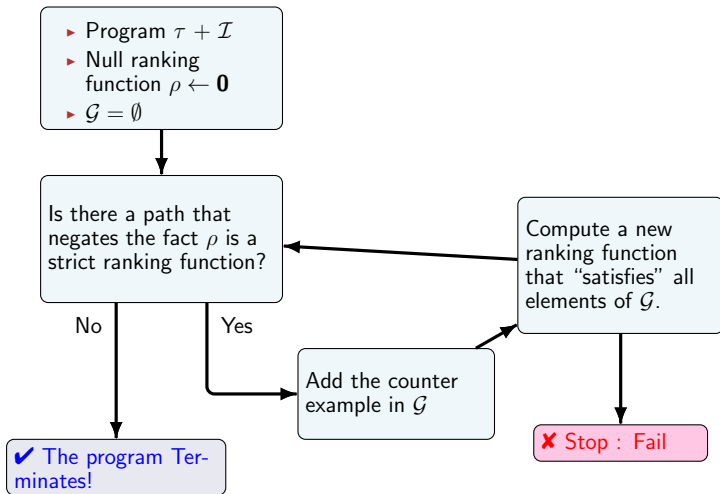 ▸ Program τ + ℐ
▸ Null ranking
function ρ ← 𝟎
▸ 𝒢 = ∅
Is there a path that
negates the fact ρ is a
strict ranking function?
Compute a new
ranking function
that “satisfies” all
elements of 𝒢.
No
Yes
Add the counter
example in 𝒢
✔ The program Ter-
minates!
✘ Stop : Fail